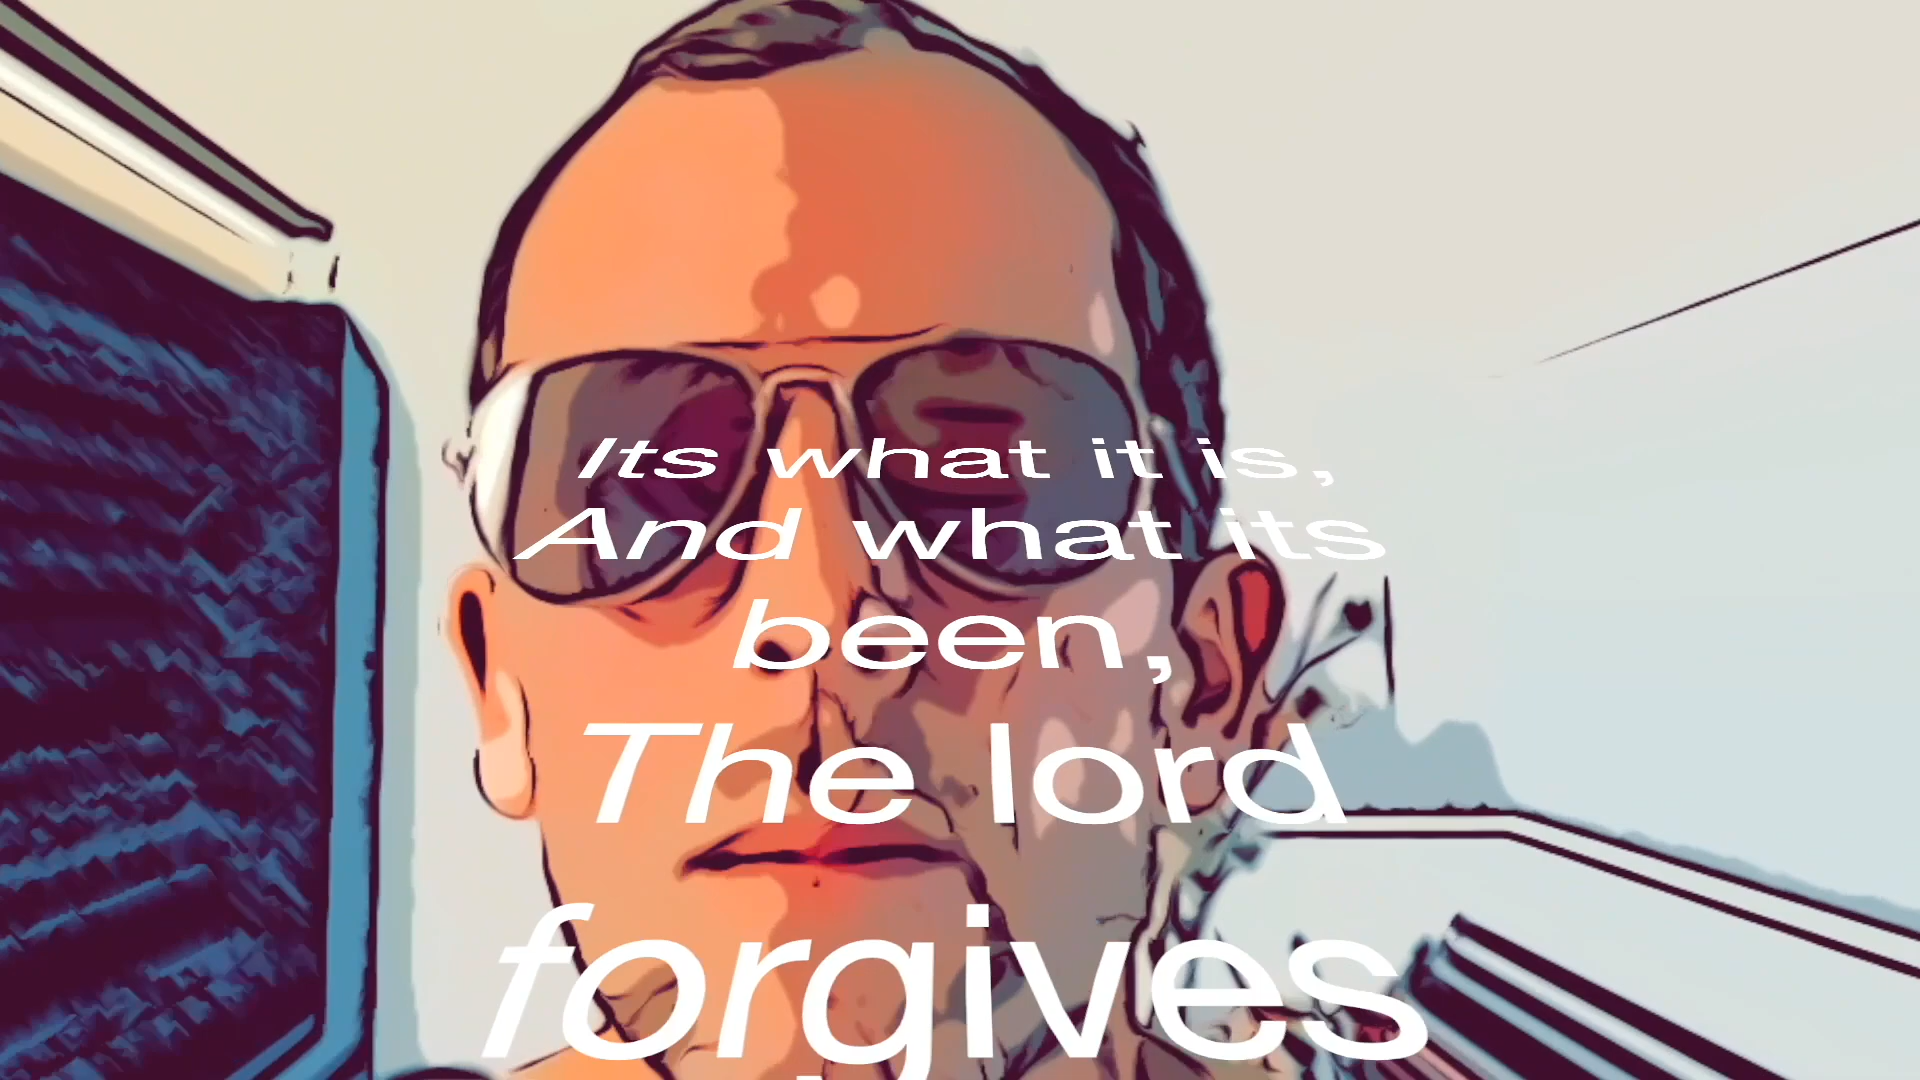 Its what it is,
And what its
been,
The lord
forgives